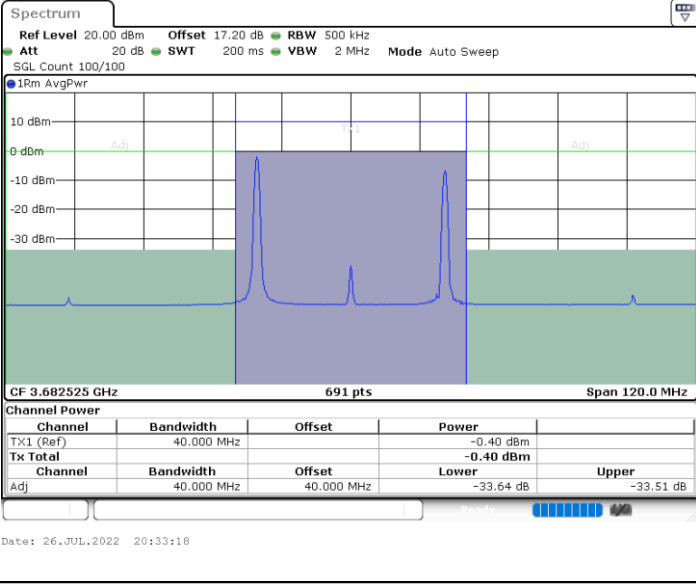 Spectrum
Ref Level 20.00 dBm Offset 17.20 dB RBW 500 kHz
Att 20 dB SWT 200 ms VBW 2 MHz Mode Auto Sweep
SGL Count 100/100
1Rm AvgPwr
10 dBm
TX1
Adj
Adj
0 dBm
-10 dBm
-20 dBm
-30 dBm
CF 3.682525 GHz 691 pts Span 120.0 MHz
Channel Power
Channel Bandwidth Offset Power
TX1 (Ref) 40.000 MHz -0.40 dBm
Tx Total -0.40 dBm
Channel Bandwidth Offset Lower Upper
Adj 40.000 MHz 40.000 MHz -33.64 dB -33.51 dB
Ready
Date: 26.JUL.2022 20:33:18